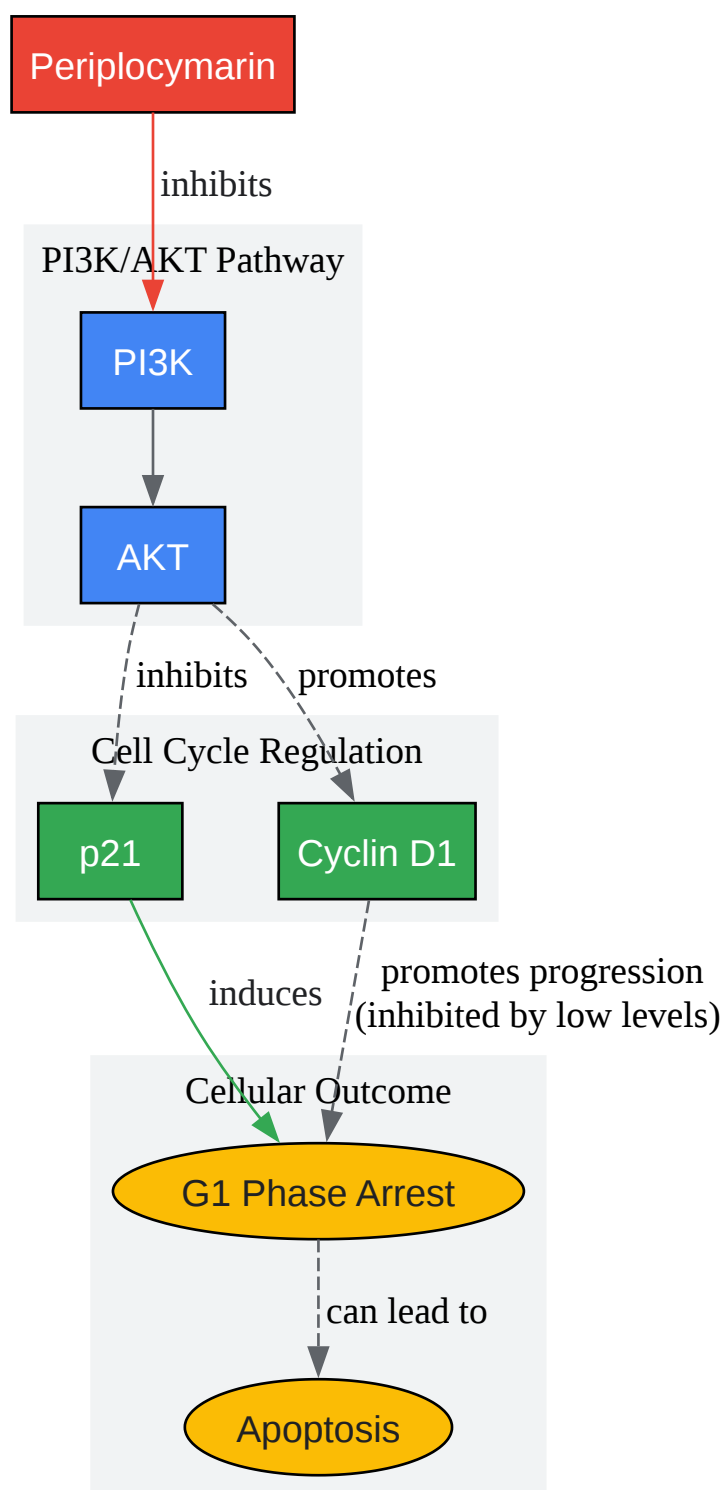 Periplocymarin
inhibits
PI3K/AKT Pathway
PI3K
AKT
inhibits
promotes
Cell Cycle Regulation
p21
Cyclin D1
induces
promotes progression
(inhibited by low levels)
Cellular Outcome
G1 Phase Arrest
can lead to
Apoptosis